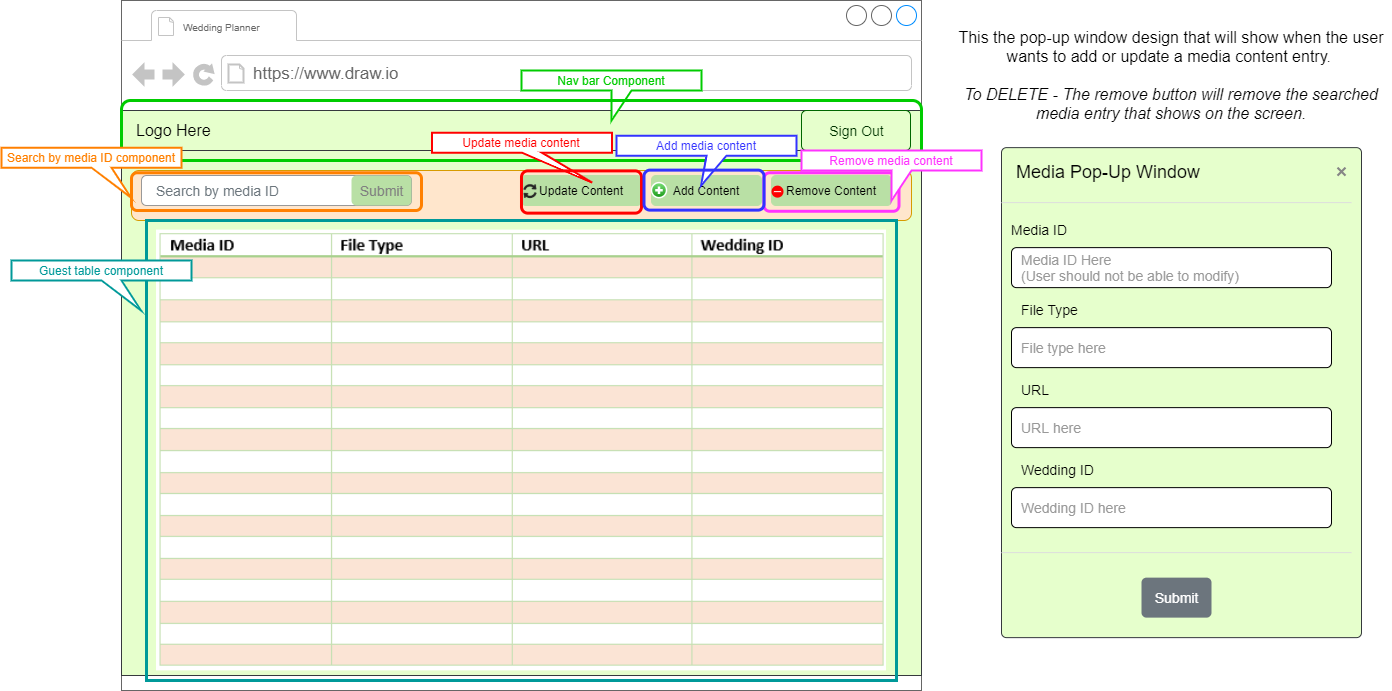 Wedding Planner
https://www.draw.io
Nav bar Component
Logo Here
Sign Out
Update media content
Add media content
Remove media content
Search by media ID component
Search by media ID
Submit
Update Content
Add Content
Remove Content
Media ID
File Type
URL
Wedding ID
Guest table component
This the pop-up window design that will show when the user
wants to add or update a media content entry.
To DELETE - The remove button will remove the searched
media entry that shows on the screen.
Media Pop-Up Window
×
Media ID
Media ID Here
(User should not be able to modify)
File Type
File type here
URL
URL here
Wedding ID
Wedding ID here
Submit